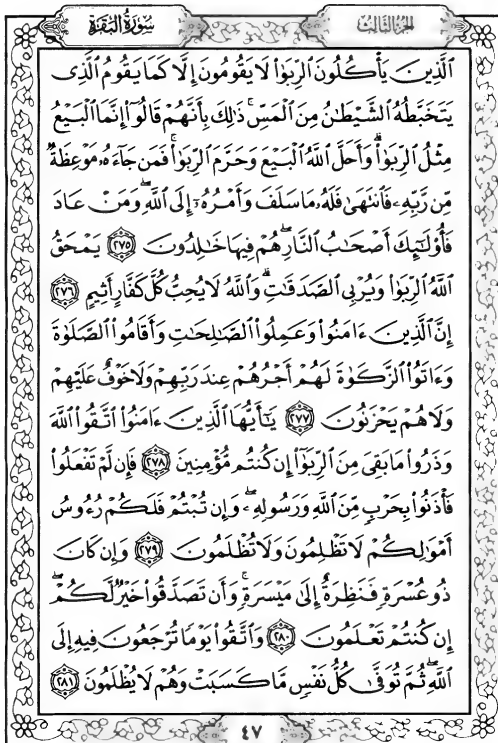 سُورَةُ البَقَرَةِ
الجُزءُ الثَّالِثُ
ٱلَّذِينَ يَأۡكُلُونَ ٱلرِّبَوٰاْ لَا يَقُومُونَ إِلَّا كَمَا يَقُومُ ٱلَّذِي
يَتَخَبَّطُهُ ٱلشَّيۡطَٰنُ مِنَ ٱلۡمَسِّۚ ذَٰلِكَ بِأَنَّهُمۡ قَالُوٓاْ إِنَّمَا ٱلۡبَيۡعُ
مِثۡلُ ٱلرِّبَوٰاْۗ وَأَحَلَّ ٱللَّهُ ٱلۡبَيۡعَ وَحَرَّمَ ٱلرِّبَوٰاْۚ فَمَن جَآءَهُۥ مَوۡعِظَةٞ
مِّن رَّبِّهِۦ فَٱنتَهَىٰ فَلَهُۥ مَا سَلَفَ وَأَمۡرُهُۥٓ إِلَى ٱللَّهِۖ وَمَنۡ عَادَ
فَأُوْلَٰٓئِكَ أَصۡحَٰبُ ٱلنَّارِۖ هُمۡ فِيهَا خَٰلِدُونَ ٢٧٥ يَمۡحَقُ
ٱللَّهُ ٱلرِّبَوٰاْ وَيُرۡبِي ٱلصَّدَقَٰتِۗ وَٱللَّهُ لَا يُحِبُّ كُلَّ كَفَّارٍ أَثِيمٍ ٢٧٦
إِنَّ ٱلَّذِينَ ءَامَنُواْ وَعَمِلُواْ ٱلصَّٰلِحَٰتِ وَأَقَامُواْ ٱلصَّلَوٰةَ
وَءَاتَوُاْ ٱلزَّكَوٰةَ لَهُمۡ أَجۡرُهُمۡ عِندَ رَبِّهِمۡ وَلَا خَوۡفٌ عَلَيۡهِمۡ
وَلَا هُمۡ يَحۡزَنُونَ ٢٧٧ يَٰٓأَيُّهَا ٱلَّذِينَ ءَامَنُواْ ٱتَّقُواْ ٱللَّهَ
وَذَرُواْ مَا بَقِيَ مِنَ ٱلرِّبَوٰٓاْ إِن كُنتُم مُّؤۡمِنِينَ ٢٧٨ فَإِن لَّمۡ تَفۡعَلُواْ
فَأۡذَنُواْ بِحَرۡبٖ مِّنَ ٱللَّهِ وَرَسُولِهِۦۖ وَإِن تُبۡتُمۡ فَلَكُمۡ رُءُوسُ
أَمۡوَٰلِكُمۡ لَا تَظۡلِمُونَ وَلَا تُظۡلَمُونَ ٢٧٩ وَإِن كَانَ
ذُو عُسۡرَةٖ فَنَظِرَةٌ إِلَىٰ مَيۡسَرَةٖۚ وَأَن تَصَدَّقُواْ خَيۡرٞ لَّكُمۡۖ
إِن كُنتُمۡ تَعۡلَمُونَ ٢٨٠ وَٱتَّقُواْ يَوۡمٗا تُرۡجَعُونَ فِيهِ إِلَى
ٱللَّهِۖ ثُمَّ تُوَفَّىٰ كُلُّ نَفۡسٖ مَّا كَسَبَتۡ وَهُمۡ لَا يُظۡلَمُونَ ٢٨١
٤٧